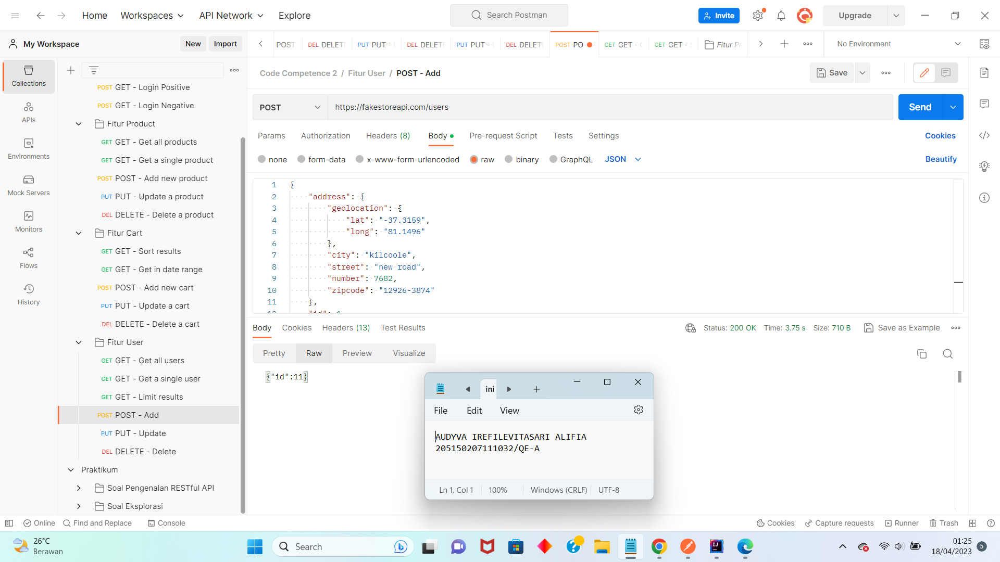 Home
Workspaces
API Network
Explore
Search Postman
Invite
Upgrade
My Workspace
New
Import
POST
DEL DELET
PUT PUT -
DEL DELET
PUT PUT -
DEL DELET
POST PO
GET GET -
GET GET -
Fitur Pr
No Environment
Collections
APIs
Environments
Mock Servers
Monitors
Flows
History
POST GET - Login Positive
POST GET - Login Negative
Fitur Product
GET GET - Get all products
GET GET - Get a single product
POST POST - Add new product
PUT PUT - Update a product
DEL DELETE - Delete a product
Fitur Cart
GET GET - Sort results
GET GET - Get in date range
POST POST - Add new cart
PUT PUT - Update a cart
DEL DELETE - Delete a cart
Fitur User
GET GET - Get all users
GET GET - Get a single user
GET GET - Limit results
POST POST - Add
PUT PUT - Update
DEL DELETE - Delete
Praktikum
Soal Pengenalan RESTful API
Soal Eksplorasi
Code Competence 2 / Fitur User / POST - Add
Save
POST
https://fakestoreapi.com/users
Send
Params
Authorization
Headers (8)
Body
Pre-request Script
Tests
Settings
Cookies
none
form-data
x-www-form-urlencoded
raw
binary
GraphQL
JSON
Beautify
1 {
2 "address": {
3 "geolocation": {
4 "lat": "-37.3159",
5 "long": "81.1496"
6 },
7 "city": "kilcoole",
8 "street": "new road",
9 "number": 7682,
10 "zipcode": "12926-3874"
11 },
Body
Cookies
Headers (13)
Test Results
Status: 200 OK
Time: 3.75 s
Size: 710 B
Save as Example
Pretty
Raw
Preview
Visualize
{"id":11}
ini
File
Edit
View
AUDYVA IREFILEVITASARI ALIFIA
205150207111032/QE-A
Ln 1, Col 1
100%
Windows (CRLF)
UTF-8
Online
Find and Replace
Console
Cookies
Capture requests
Runner
Trash
26°C
Berawan
Search
01:25
18/04/2023
5